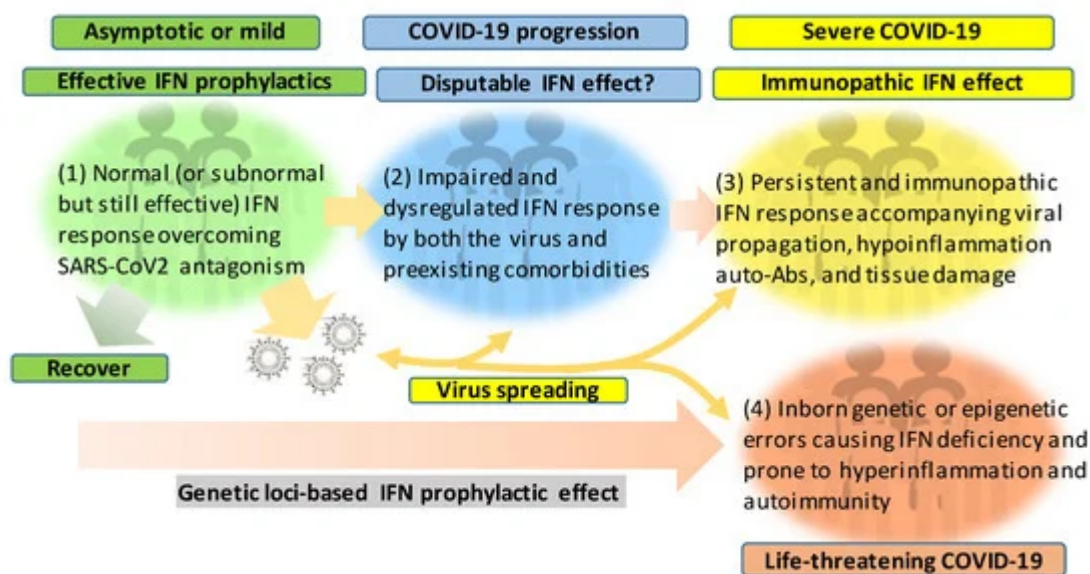 Asymptotic or mild
COVID-19 progression
Severe COVID-19
Effective IFN prophylactics
Disputable IFN effect?
Immunopathic IFN effect
(1) Normal (or subnormal
but still effective) IFN
response overcoming
SARS-CoV2 antagonism
(2) Impaired and
dysregulated IFN response
by both the virus and
preexisting comorbidities
(3) Persistent and immunopathic
IFN response accompanying viral
propagation, hypoinflammation
auto-Abs, and tissue damage
Recover
Virus spreading
(4) Inborn genetic or epigenetic
errors causing IFN deficiency and
prone to hyperinflammation and
autoimmunity
Genetic loci-based IFN prophylactic effect
Life-threatening COVID-19